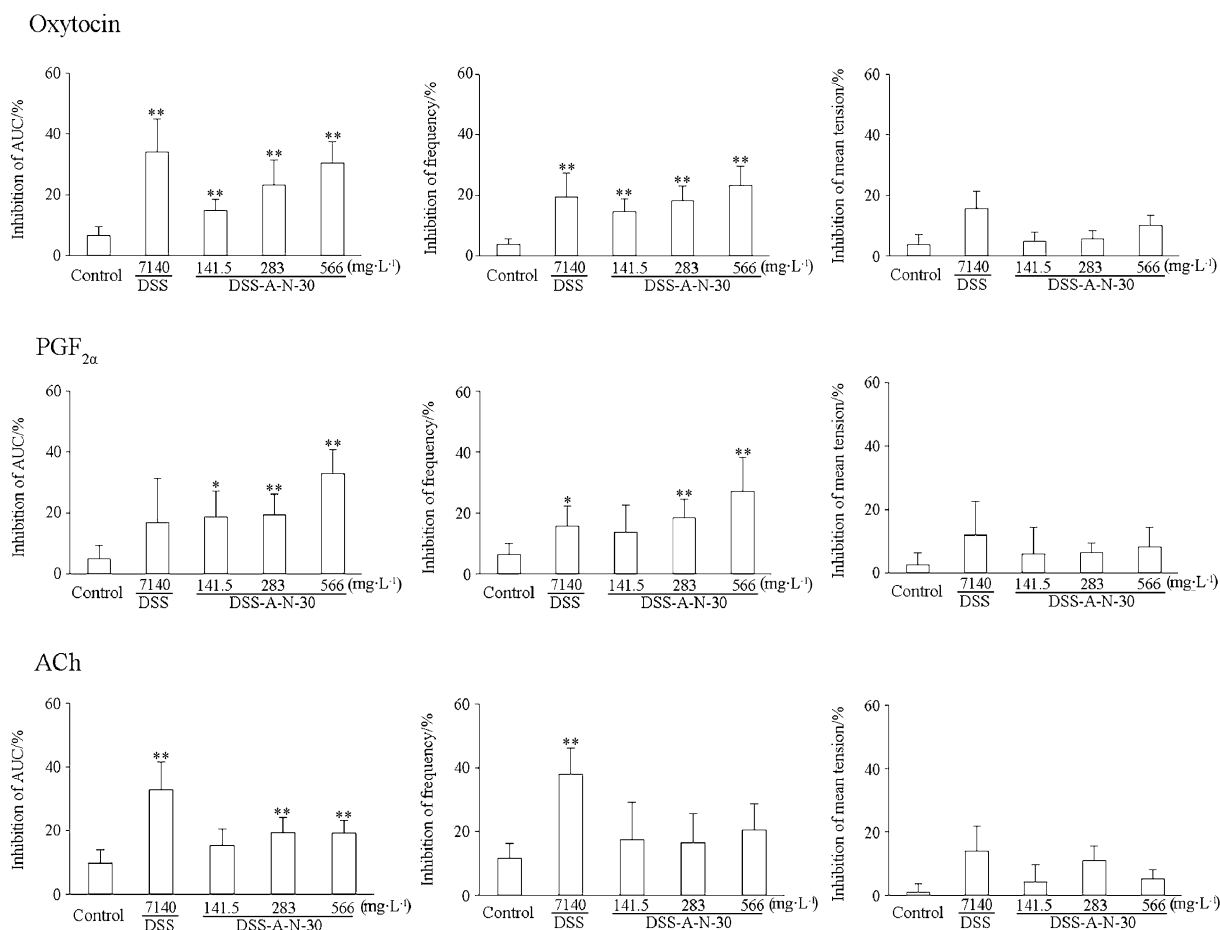 Oxytocin
Inhibition of AUC/%
60
40
20
0
** ** ** **
Control 7140 141.5 283 566 (mg·L-1)
DSS DSS-A-N-30
Inhibition of frequency/%
60
40
20
0
** ** ** **
Control 7140 141.5 283 566 (mg·L-1)
DSS DSS-A-N-30
Inhibition of mean tension/%
60
40
20
0
Control 7140 141.5 283 566 (mg·L-1)
DSS DSS-A-N-30
PGF2α
Inhibition of AUC/%
60
40
20
0
* ** **
Control 7140 141.5 283 566 (mg·L-1)
DSS DSS-A-N-30
Inhibition of frequency/%
60
40
20
0
* ** **
Control 7140 141.5 283 566 (mg·L-1)
DSS DSS-A-N-30
Inhibition of mean tension/%
60
40
20
0
Control 7140 141.5 283 566 (mg·L-1)
DSS DSS-A-N-30
ACh
Inhibition of AUC/%
60
40
20
0
** ** **
Control 7140 141.5 283 566 (mg·L-1)
DSS DSS-A-N-30
Inhibition of frequency/%
60
40
20
0
**
Control 7140 141.5 283 566 (mg·L-1)
DSS DSS-A-N-30
Inhibition of mean tension/%
60
40
20
0
Control 7140 141.5 283 566 (mg·L-1)
DSS DSS-A-N-30